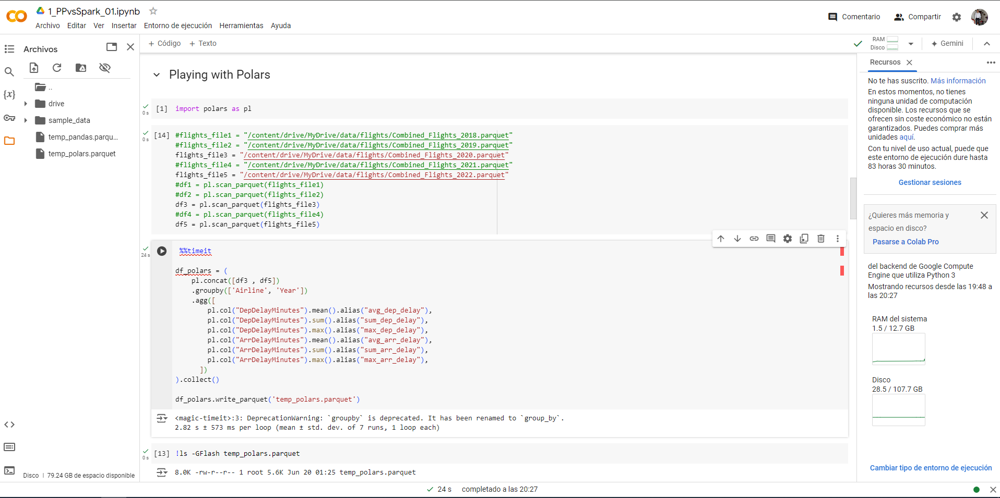 1_PPvsSpark_01.ipynb
Archivo Editar Ver Insertar Entorno de ejecución Herramientas Ayuda
Comentario
Compartir
Archivos
..
drive
sample_data
temp_pandas.parqu...
temp_polars.parquet
Disco | 79.24 GB de espacio disponible
+ Código + Texto
RAM
Disco
Gemini
Playing with Polars
0 s
[1] import polars as pl
0 s
[14] #flights_file1 = "/content/drive/MyDrive/data/flights/Combined_Flights_2018.parquet"
#flights_file2 = "/content/drive/MyDrive/data/flights/Combined_Flights_2019.parquet"
flights_file3 = "/content/drive/MyDrive/data/flights/Combined_Flights_2020.parquet"
#flights_file4 = "/content/drive/MyDrive/data/flights/Combined_Flights_2021.parquet"
flights_file5 = "/content/drive/MyDrive/data/flights/Combined_Flights_2022.parquet"
#df1 = pl.scan_parquet(flights_file1)
#df2 = pl.scan_parquet(flights_file2)
df3 = pl.scan_parquet(flights_file3)
#df4 = pl.scan_parquet(flights_file4)
df5 = pl.scan_parquet(flights_file5)
24 s
%%timeit
df_polars = (
pl.concat([df3 , df5])
.groupby(['Airline', 'Year'])
.agg([
pl.col("DepDelayMinutes").mean().alias("avg_dep_delay"),
pl.col("DepDelayMinutes").sum().alias("sum_dep_delay"),
pl.col("DepDelayMinutes").max().alias("max_dep_delay"),
pl.col("ArrDelayMinutes").mean().alias("avg_arr_delay"),
pl.col("ArrDelayMinutes").sum().alias("sum_arr_delay"),
pl.col("ArrDelayMinutes").max().alias("max_arr_delay"),
])
).collect()
df_polars.write_parquet('temp_polars.parquet')
<magic-timeit>:3: DeprecationWarning: `groupby` is deprecated. It has been renamed to `group_by`.
2.82 s ± 573 ms per loop (mean ± std. dev. of 7 runs, 1 loop each)
0 s
[13] !ls -GFlash temp_polars.parquet
8.0K -rw-r--r-- 1 root 5.6K Jun 20 01:25 temp_polars.parquet
Recursos
No te has suscrito. Más información
En estos momentos, no tienes
ninguna unidad de computación
disponible. Los recursos que se
ofrecen sin coste económico no están
garantizados. Puedes comprar más
unidades aquí.
Con tu nivel de uso actual, puede que
este entorno de ejecución dure hasta
83 horas 30 minutos.
Gestionar sesiones
¿Quieres más memoria y
espacio en disco?
Pasarse a Colab Pro
del backend de Google Compute
Engine que utiliza Python 3
Mostrando recursos desde las 19:48 a
las 20:27
RAM del sistema
1.5 / 12.7 GB
Disco
28.5 / 107.7 GB
Cambiar tipo de entorno de ejecución
24 s completado a las 20:27